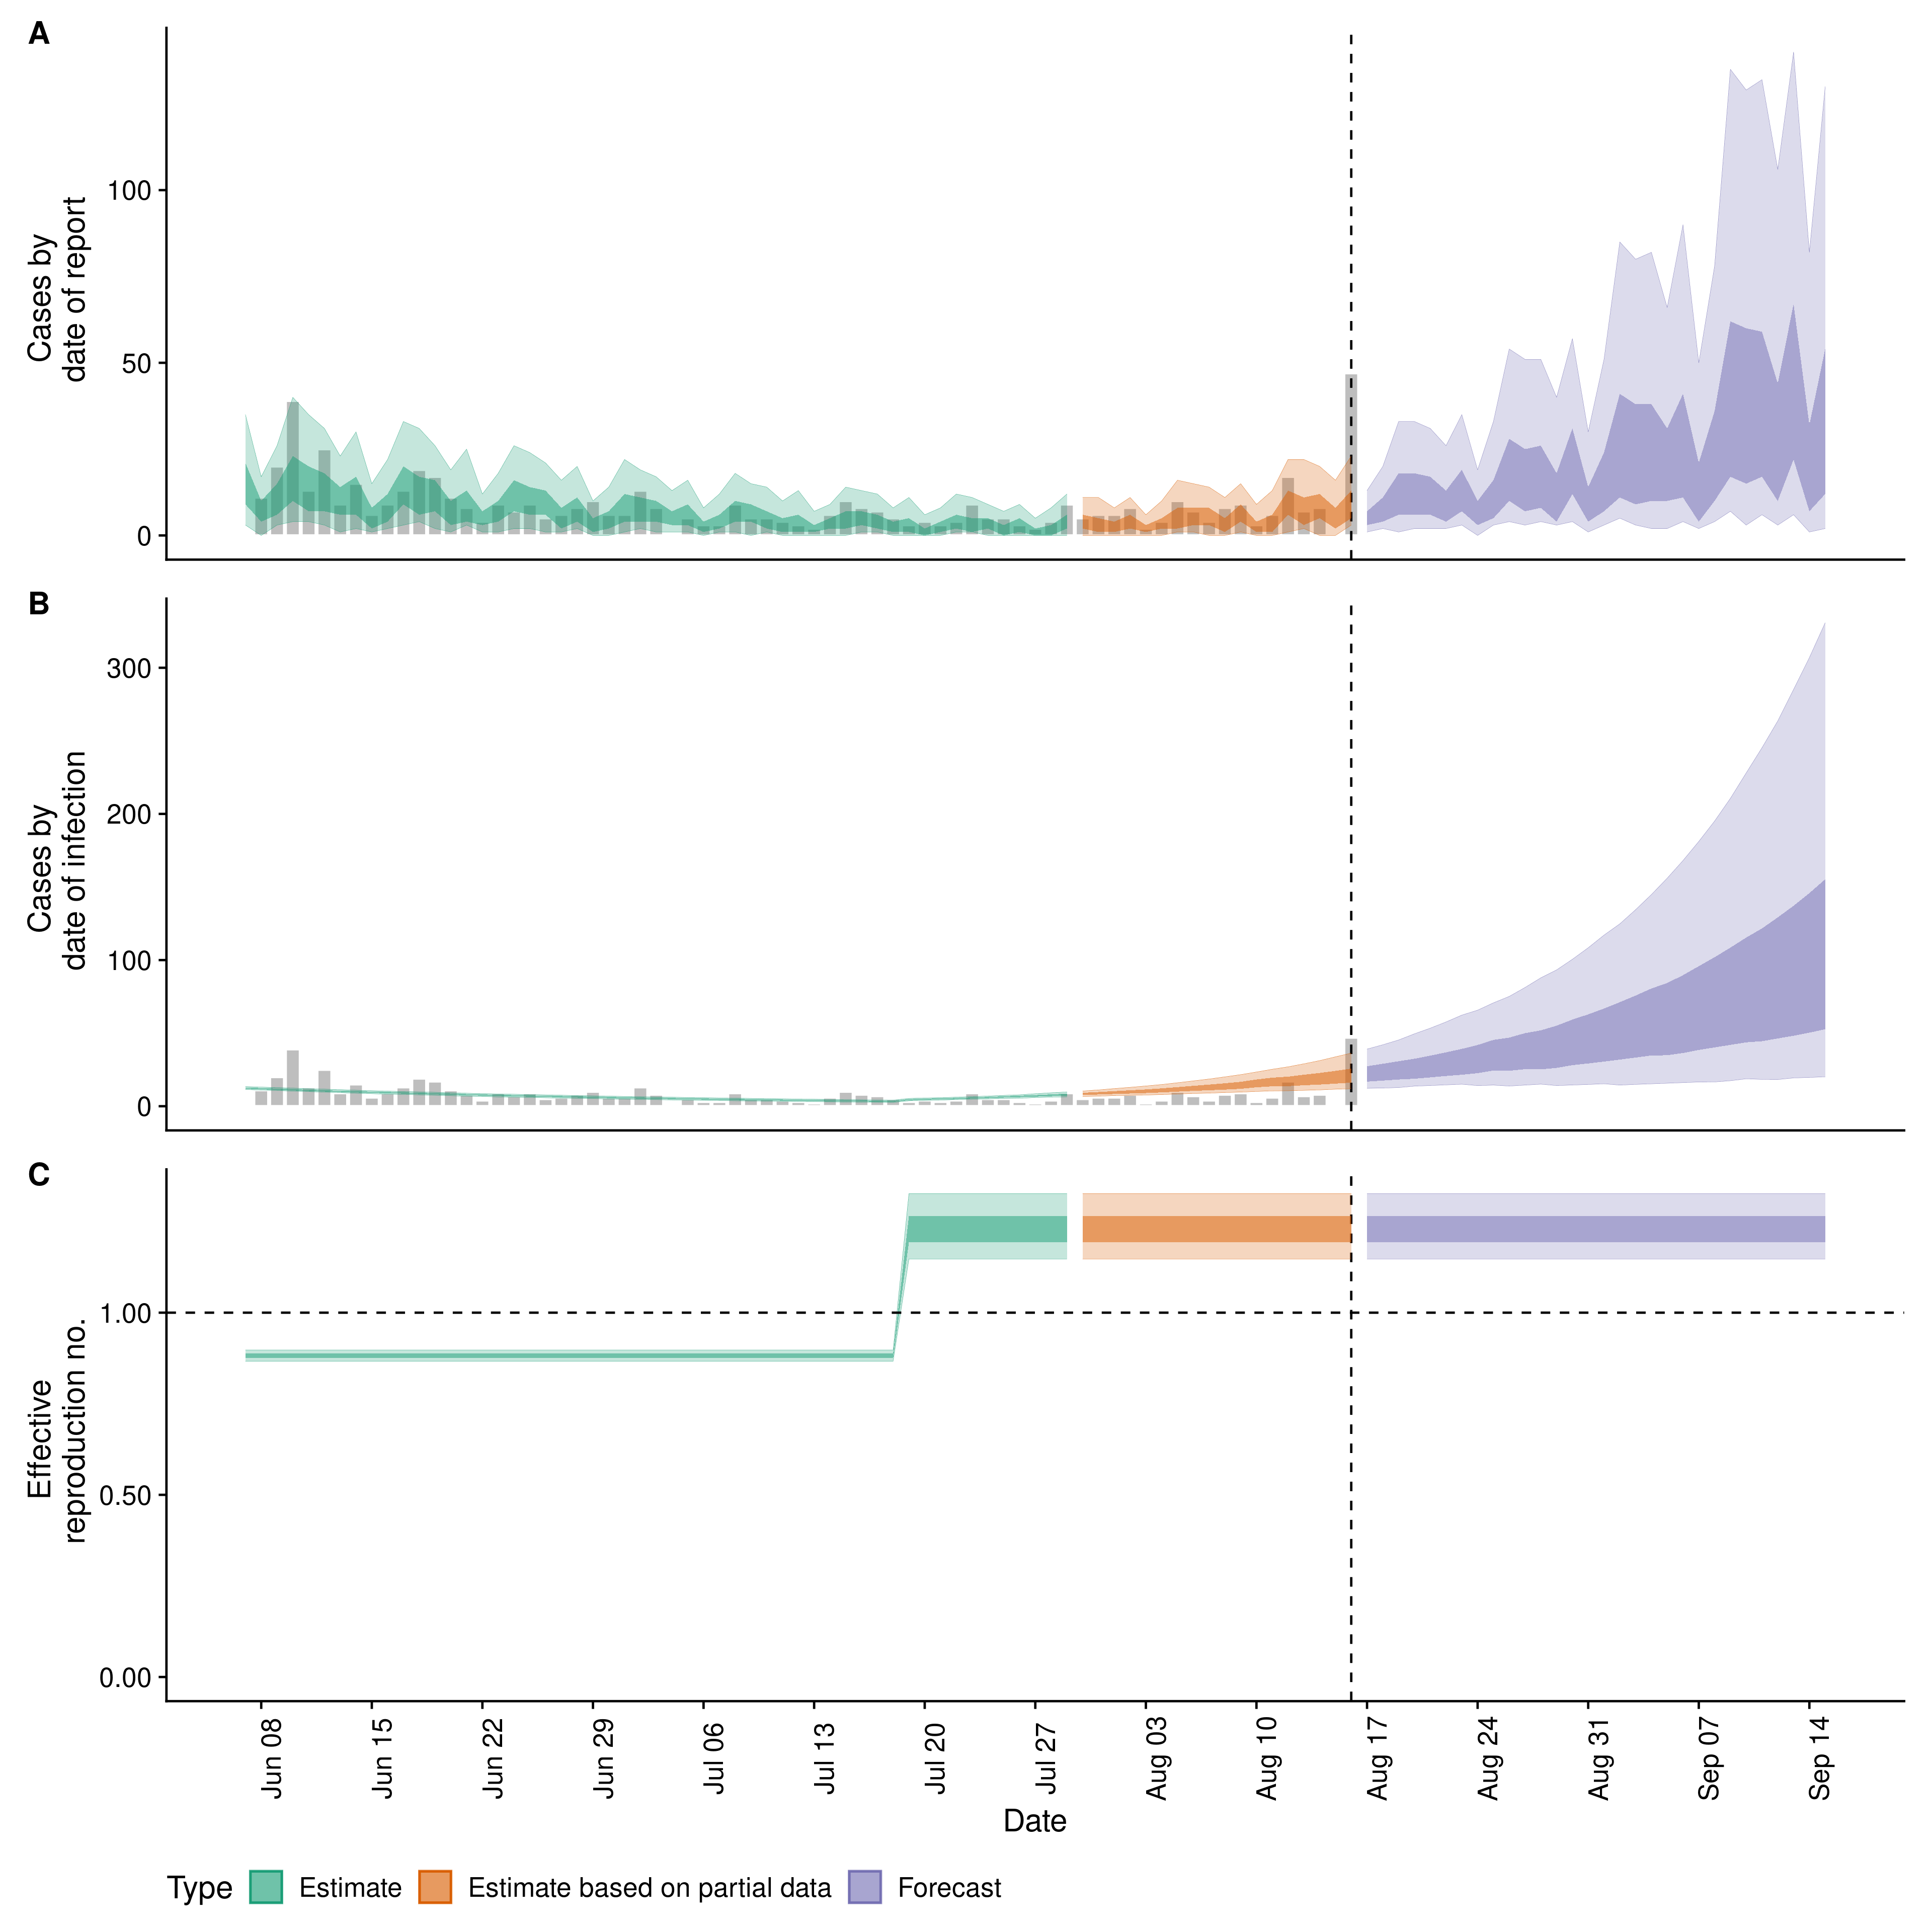 A
Cases by
date of report
100
50
0
B
Cases by
date of infection
300
200
100
0
C
Effective
reproduction no.
1.00
0.50
0.00
Jun 08
Jun 15
Jun 22
Jun 29
Jul 06
Jul 13
Jul 20
Jul 27
Aug 03
Aug 10
Aug 17
Aug 24
Aug 31
Sep 07
Sep 14
Date
Type Estimate Estimate based on partial data Forecast